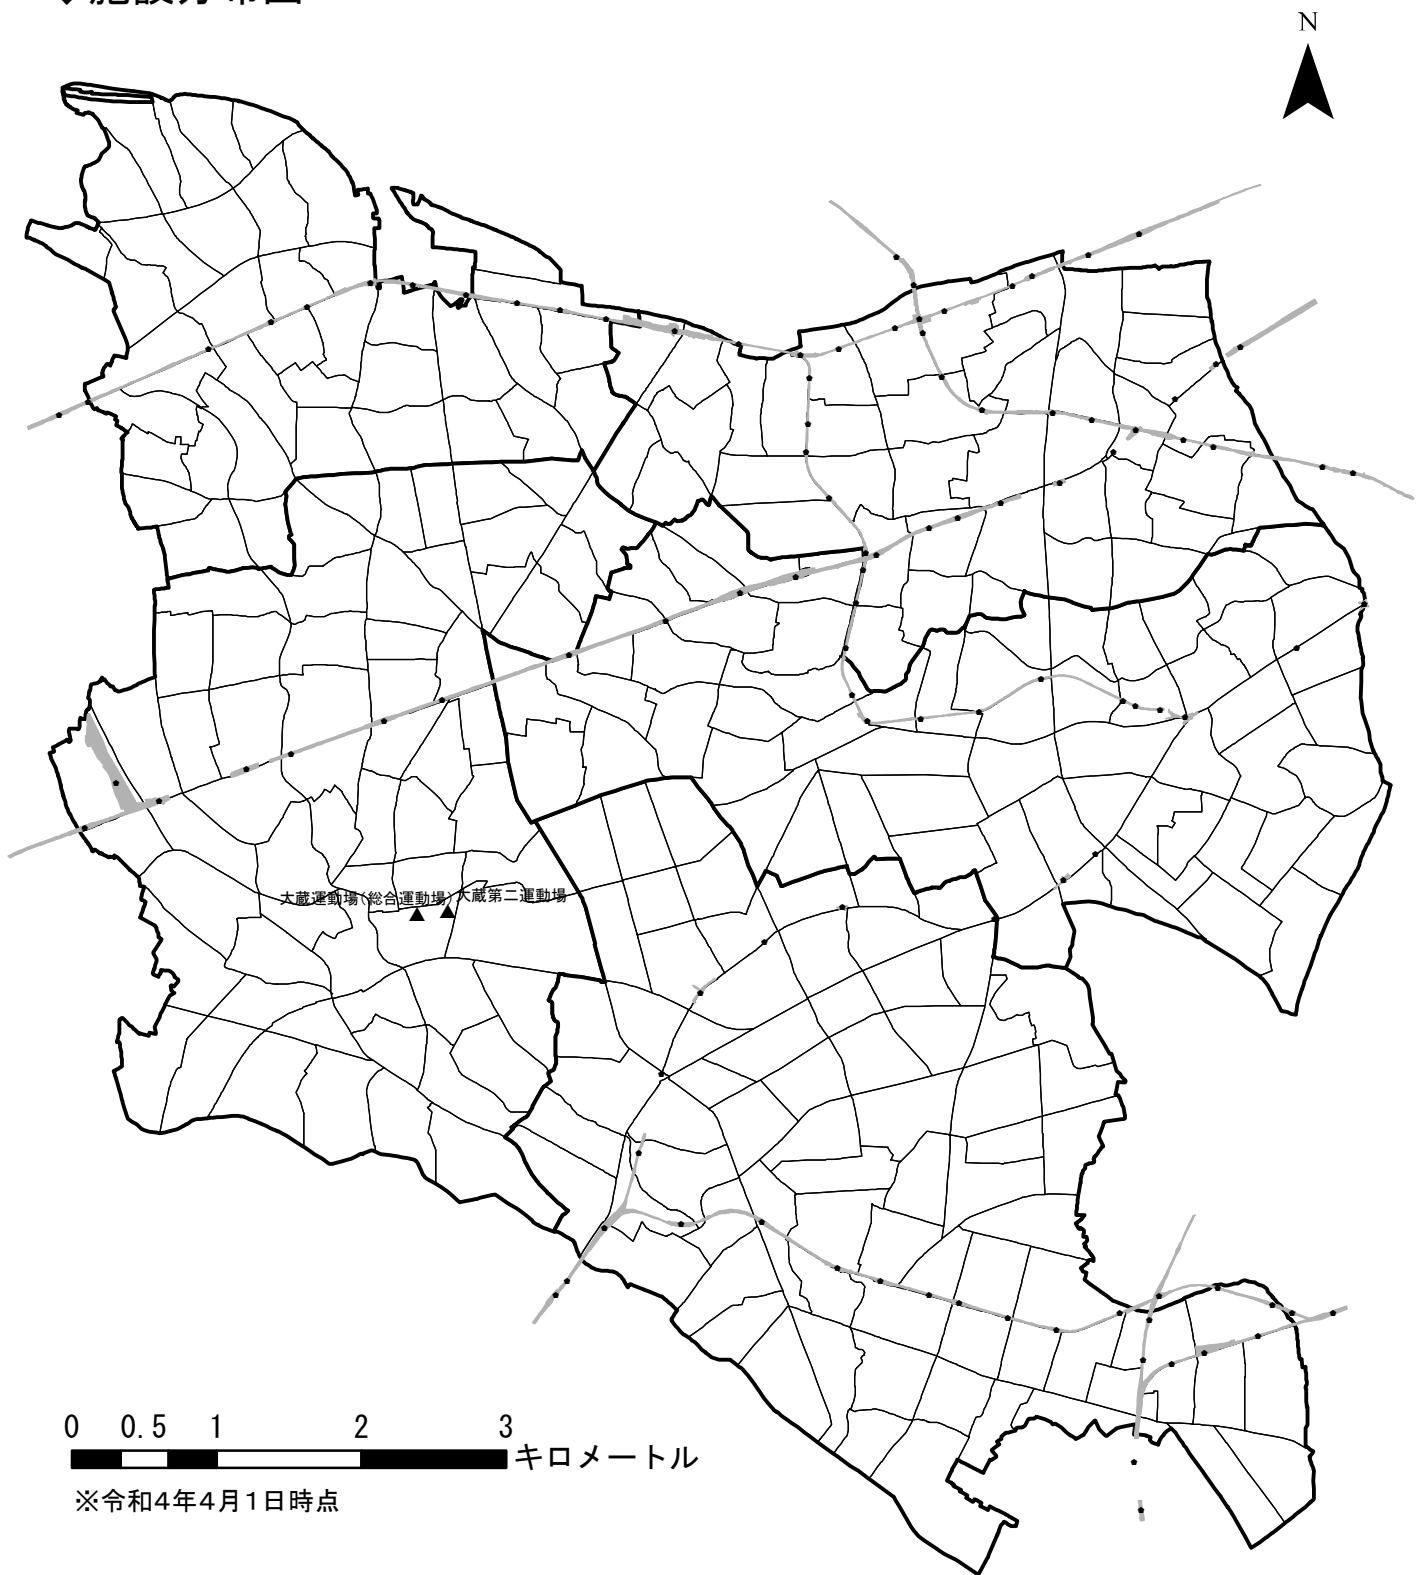 施設分布図
N
大蔵運動場(総合運動場)
大蔵第二運動場
0 0.5 1 2 3
キロメートル
※令和4年4月1日時点